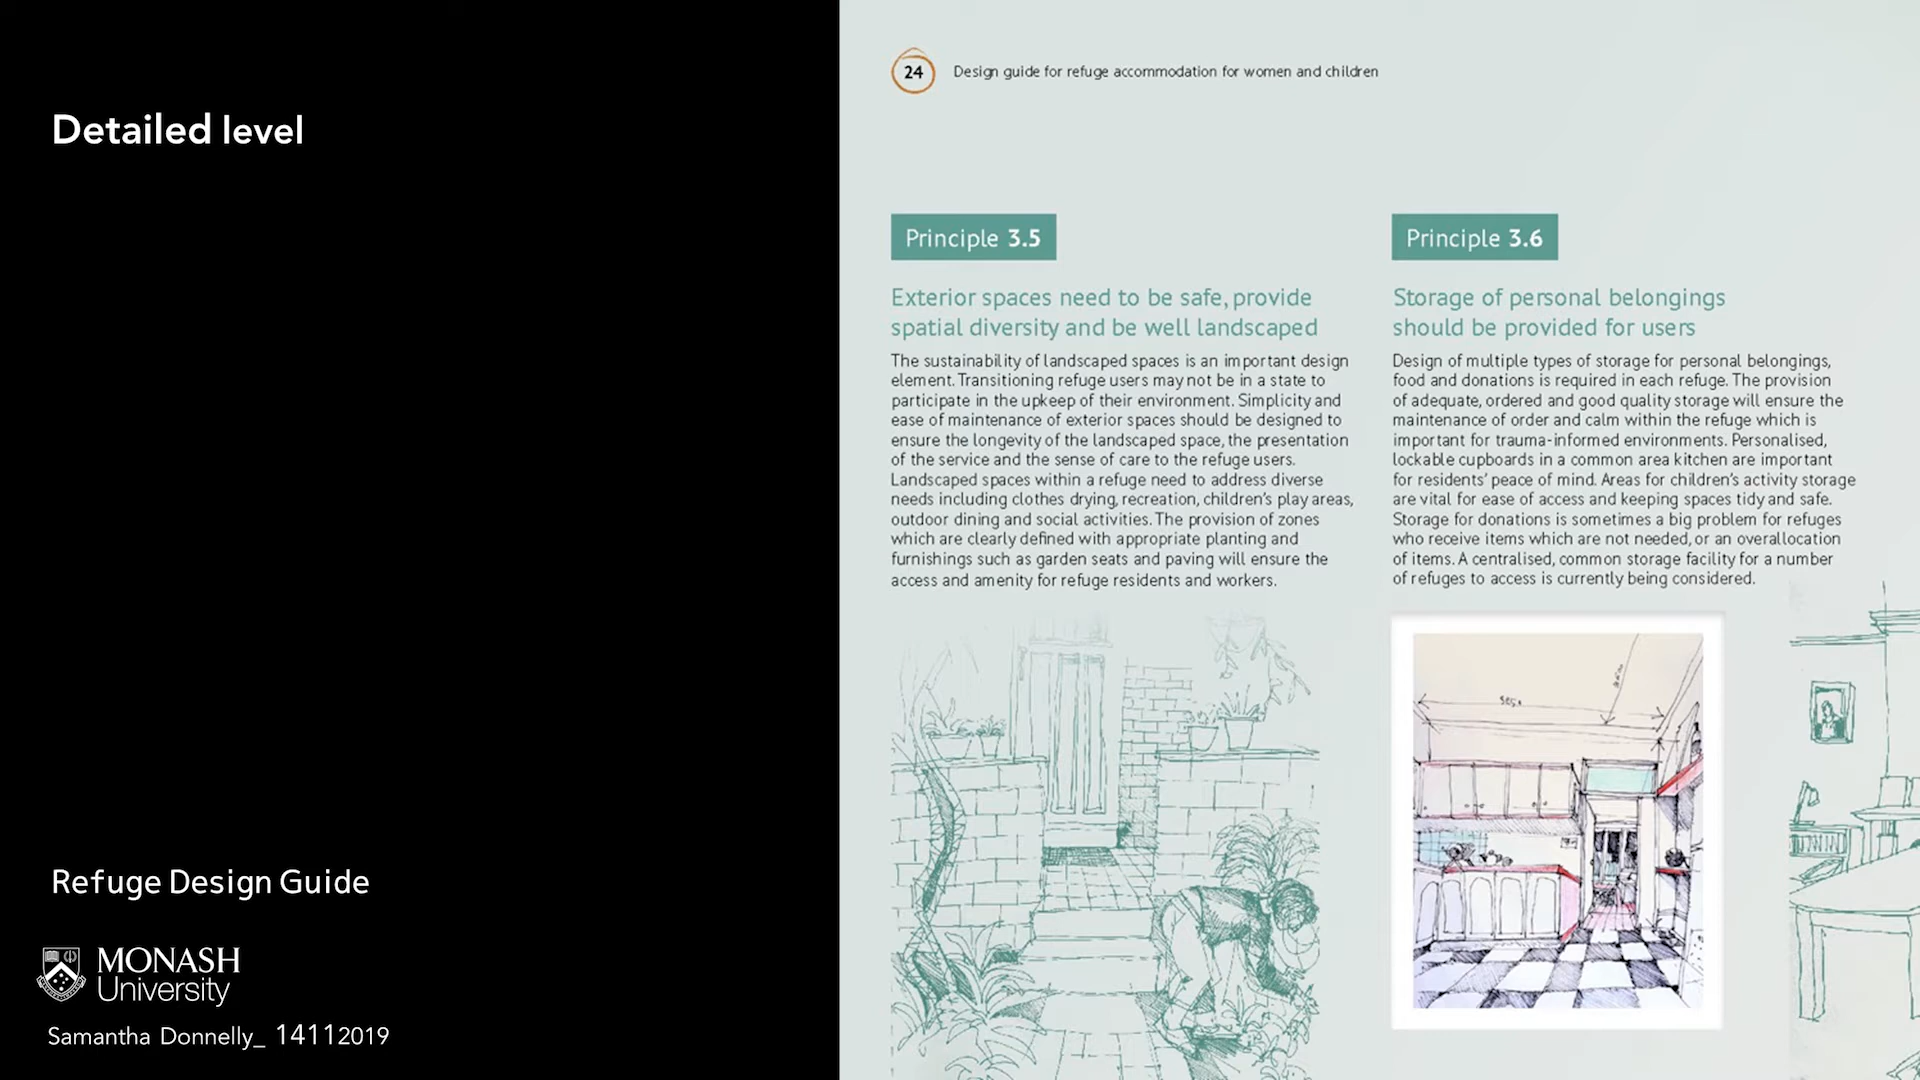 Detailed level
Refuge Design Guide
MONASH
University
Samantha Donnelly_ 14112019
24
Design guide for refuge accommodation for women and children
Principle 3.5
Exterior spaces need to be safe, provide
spatial diversity and be well landscaped
The sustainability of landscaped spaces is an important design
element. Transitioning refuge users may not be in a state to
participate in the upkeep of their environment. Simplicity and
ease of maintenance of exterior spaces should be designed to
ensure the longevity of the landscaped space, the presentation
of the service and the sense of care to the refuge users.
Landscaped spaces within a refuge need to address diverse
needs including clothes drying, recreation, children's play areas,
outdoor dining and social activities. The provision of zones
which are clearly defined with appropriate planting and
furnishings such as garden seats and paving will ensure the
access and amenity for refuge residents and workers.
Principle 3.6
Storage of personal belongings
should be provided for users
Design of multiple types of storage for personal belongings,
food and donations is required in each refuge. The provision
of adequate, ordered and good quality storage will ensure the
maintenance of order and calm within the refuge which is
important for trauma-informed environments. Personalised,
lockable cupboards in a common area kitchen are important
for residents' peace of mind. Areas for children's activity storage
are vital for ease of access and keeping spaces tidy and safe.
Storage for donations is sometimes a big problem for refuges
who receive items which are not needed, or an overallocation
of items. A centralised, common storage facility for a number
of refuges to access is currently being considered.